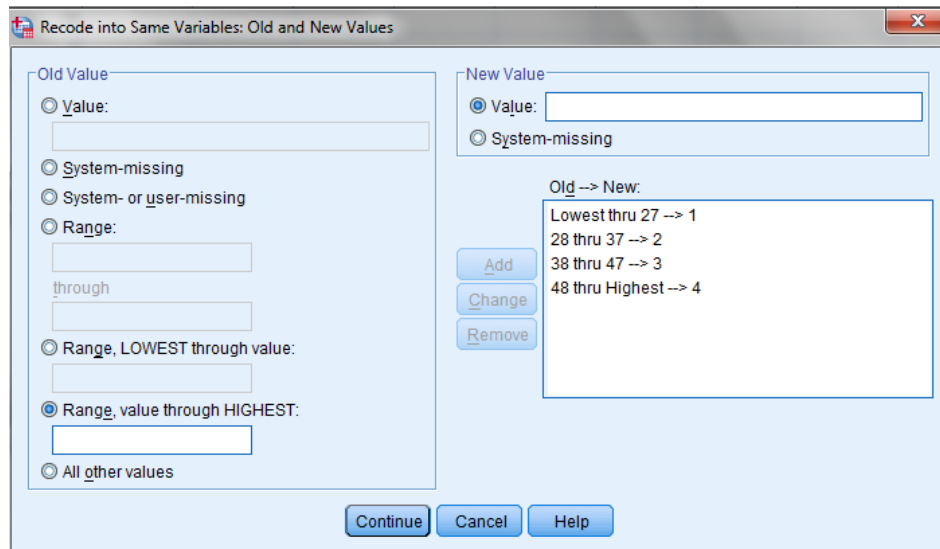 Recode into Same Variables: Old and New Values
Old Value
Value:
System-missing
System- or user-missing
Range:
through
Range, LOWEST through value:
Range, value through HIGHEST:
All other values
New Value
Value:
System-missing
Old --> New:
Lowest thru 27 --> 1
28 thru 37 --> 2
38 thru 47 --> 3
48 thru Highest --> 4
Add
Change
Remove
Continue
Cancel
Help